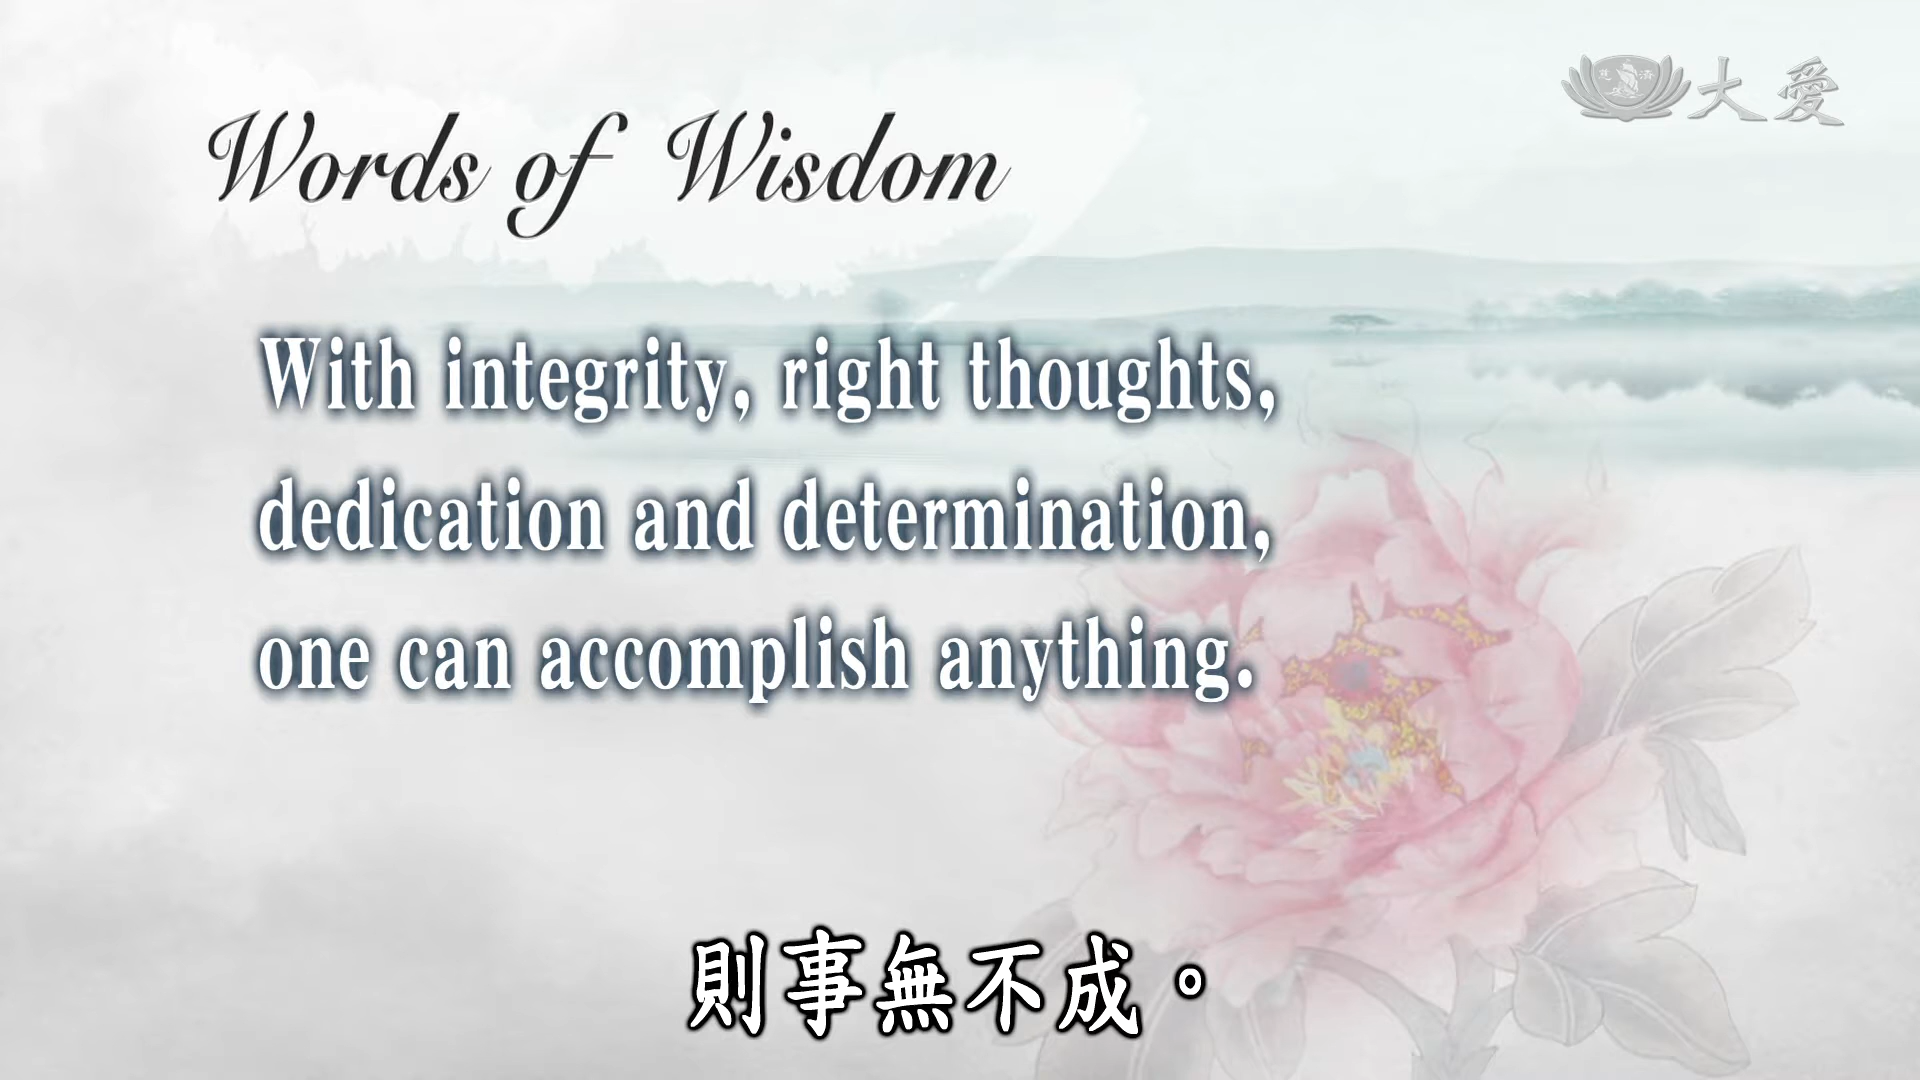 大愛
Words of Wisdom
With integrity, right thoughts,
dedication and determination,
one can accomplish anything.
則事無不成。